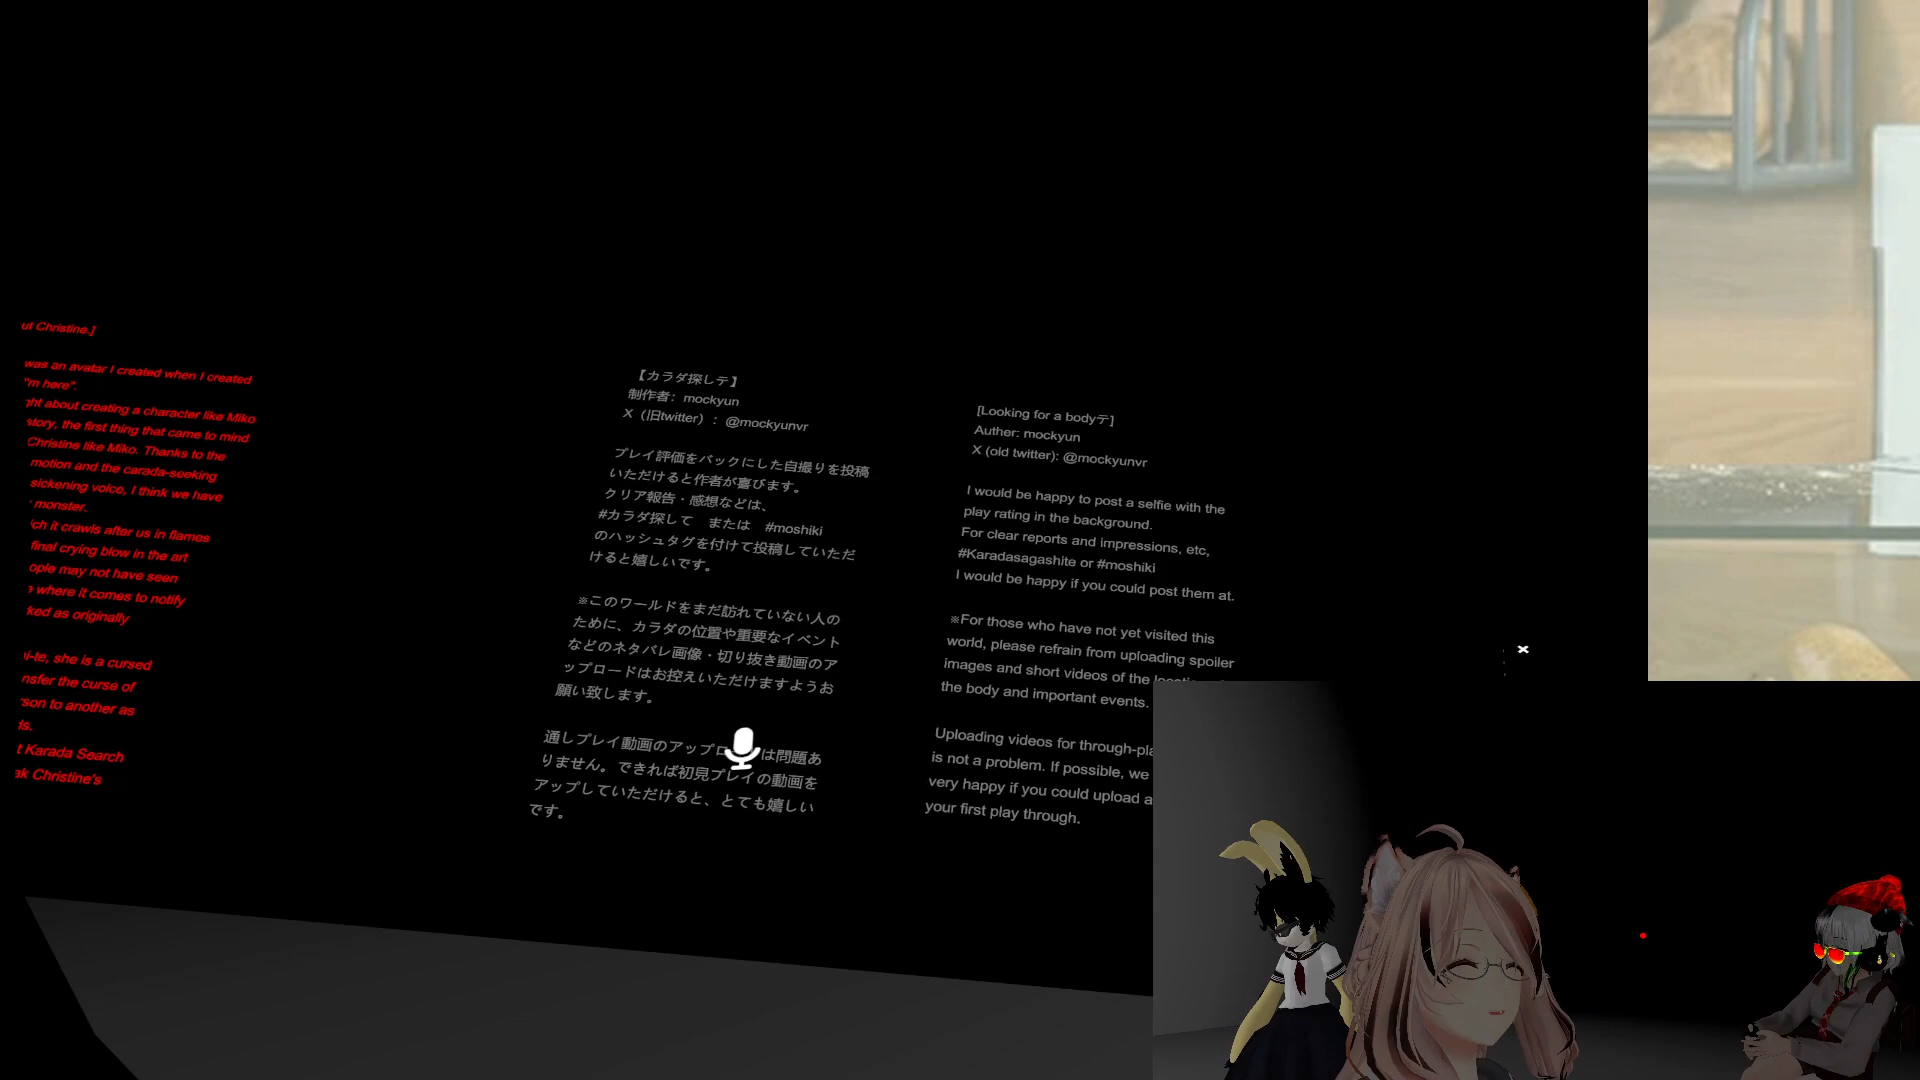 ut Christine.]
was an avatar I created when I created
"m here".
ght about creating a character like Miko
story, the first thing that came to mind
Christine like Miko. Thanks to the
motion and the carada-seeking
sickening voice, I think we have
monster.
ich it crawls after us in flames
final crying blow in the art
ople may not have seen
where it comes to notify
ked as originally
i-te, she is a cursed
nsfer the curse of
rson to another as
ds.
t Karada Search
ak Christine's
【カラダ探しテ】
制作者：mockyun
X（旧twitter）：@mockyunvr
プレイ評価をバックにした自撮りを投稿
いただけると作者が喜びます。
クリア報告・感想などは、
#カラダ探して　または　#moshiki
のハッシュタグを付けて投稿していただ
けると嬉しいです。
※このワールドをまだ訪れていない人の
ために、カラダの位置や重要なイベント
などのネタバレ画像・切り抜き動画のア
ップロードはお控えいただけますようお
願い致します。
通しプレイ動画のアップロ は問題あ
りません。できれば初見プレイの動画を
アップしていただけると、とても嬉しい
です。
[Looking for a bodyテ]
Auther: mockyun
X (old twitter): @mockyunvr
I would be happy to post a selfie with the
play rating in the background.
For clear reports and impressions, etc,
#Karadasagashite or #moshiki
I would be happy if you could post them at.
※For those who have not yet visited this
world, please refrain from uploading spoiler
images and short videos of the
the body and important events.
Uploading videos for through-pla
is not a problem. If possible, we
very happy if you could upload a
your first play through.